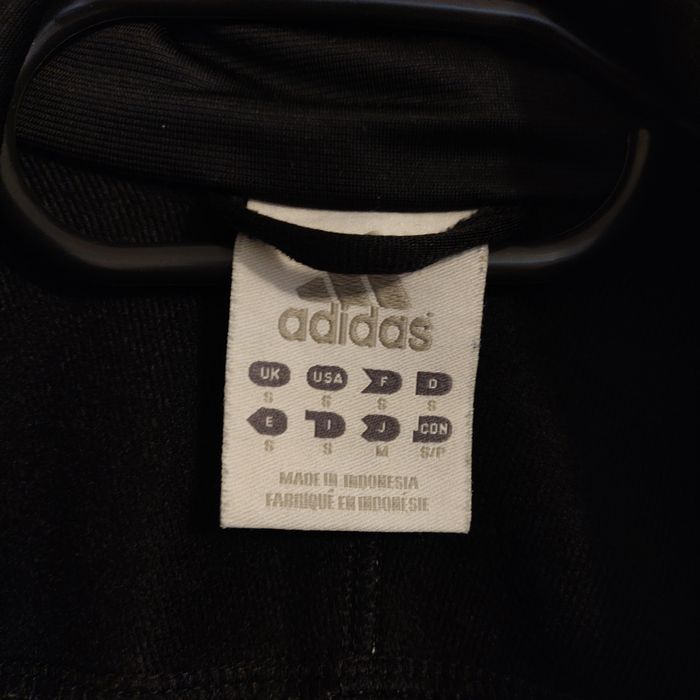 adidas
UK USA F D
S S S S
E I J CON
S S M S/P
MADE IN INDONESIA
FABRIQUÉ EN INDONÉSIE